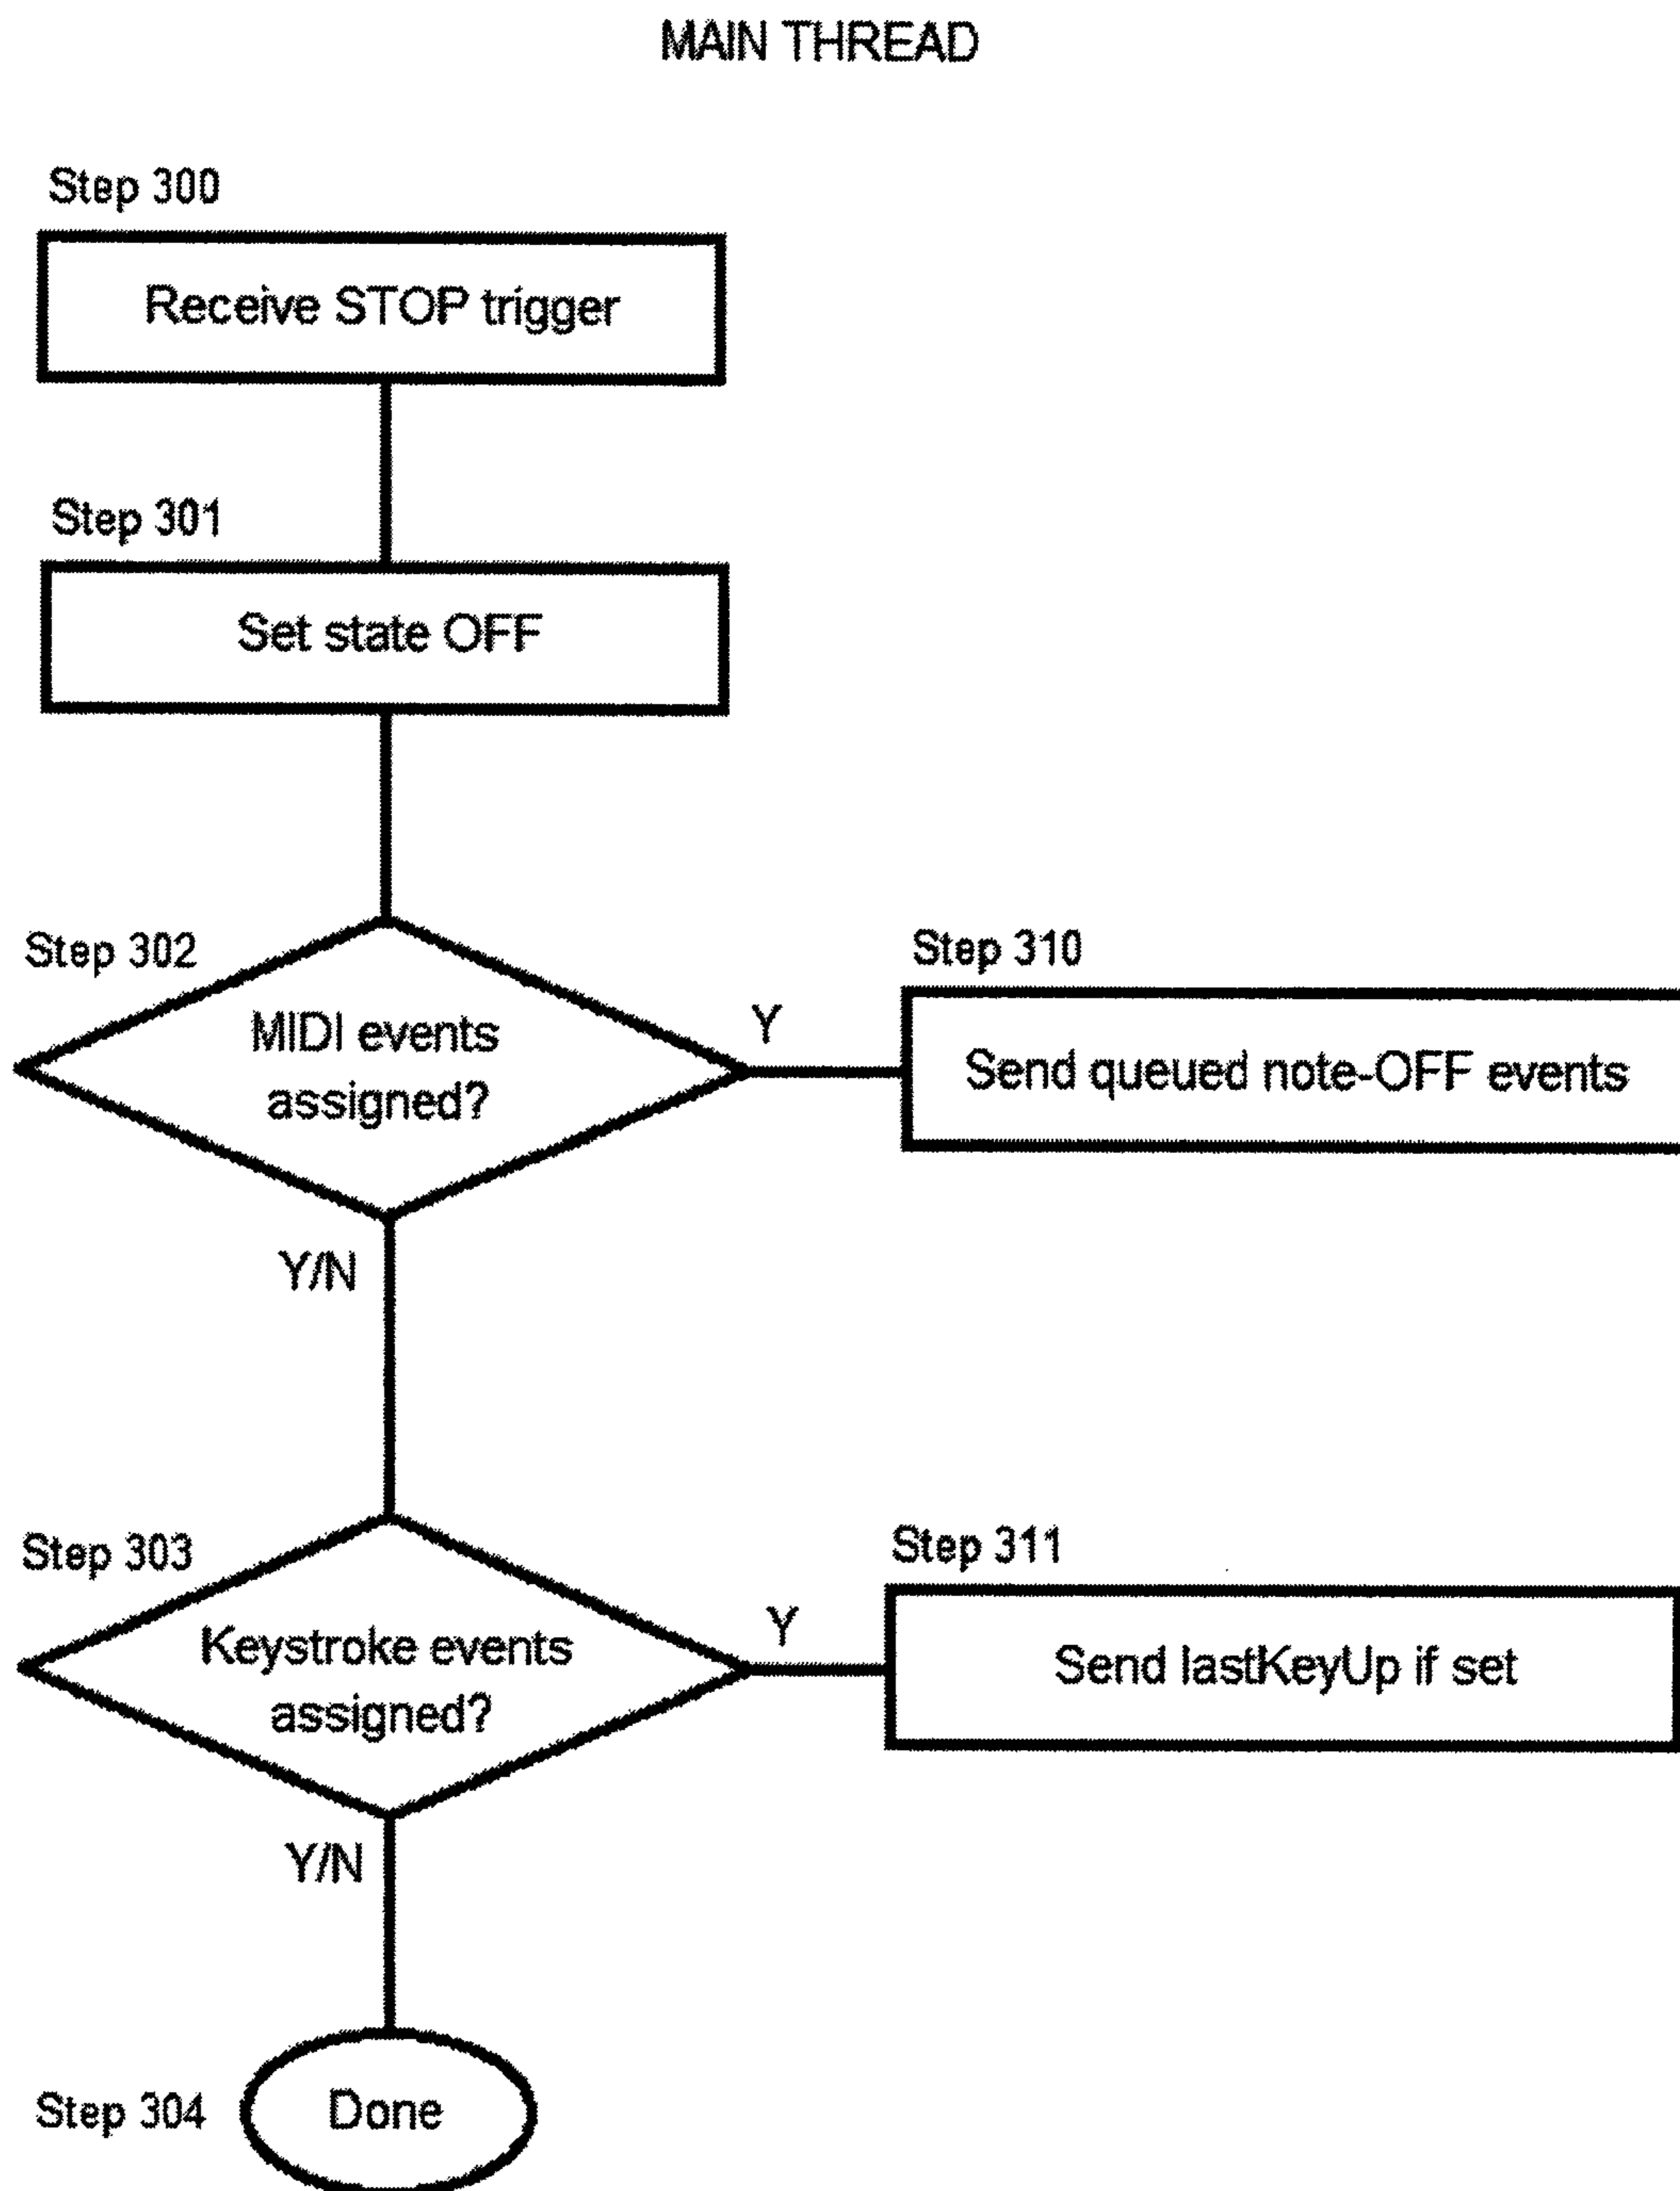 MAIN THREAD
Step 300
Receive STOP trigger
Step 301
Set state OFF
Step 302
MIDI events
assigned?
Y
Step 310
Send queued note-OFF events
Y/N
Step 303
Keystroke events
assigned?
Y
Step 311
Send lastKeyUp if set
Y/N
Step 304
Done